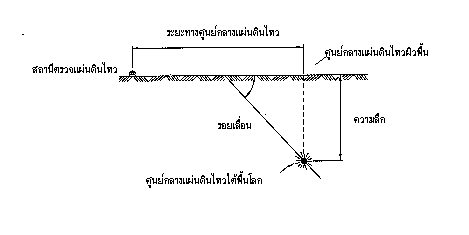 ระยะทางศูนย์กลางแผ่นดินไหว
ศูนย์กลางแผ่นดินไหวผิวพื้น
สถานีตรวจแผ่นดินไหว
ความลึก
รอยเลื่อน
ศูนย์กลางแผ่นดินไหวใต้พื้นโลก